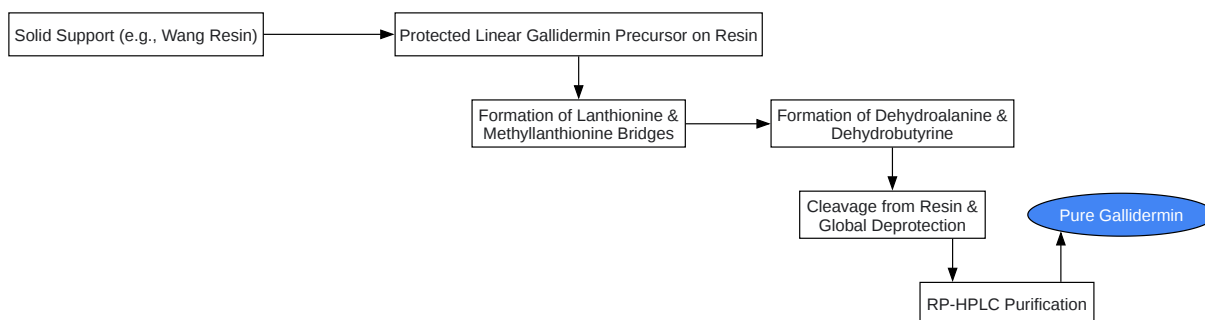 Solid Support (e.g., Wang Resin)
Protected Linear Gallidermin Precursor on Resin
Formation of Lanthionine &
Methyllanthionine Bridges
Formation of Dehydroalanine &
Dehydrobutyrine
Cleavage from Resin &
Global Deprotection
Pure Gallidermin
RP-HPLC Purification